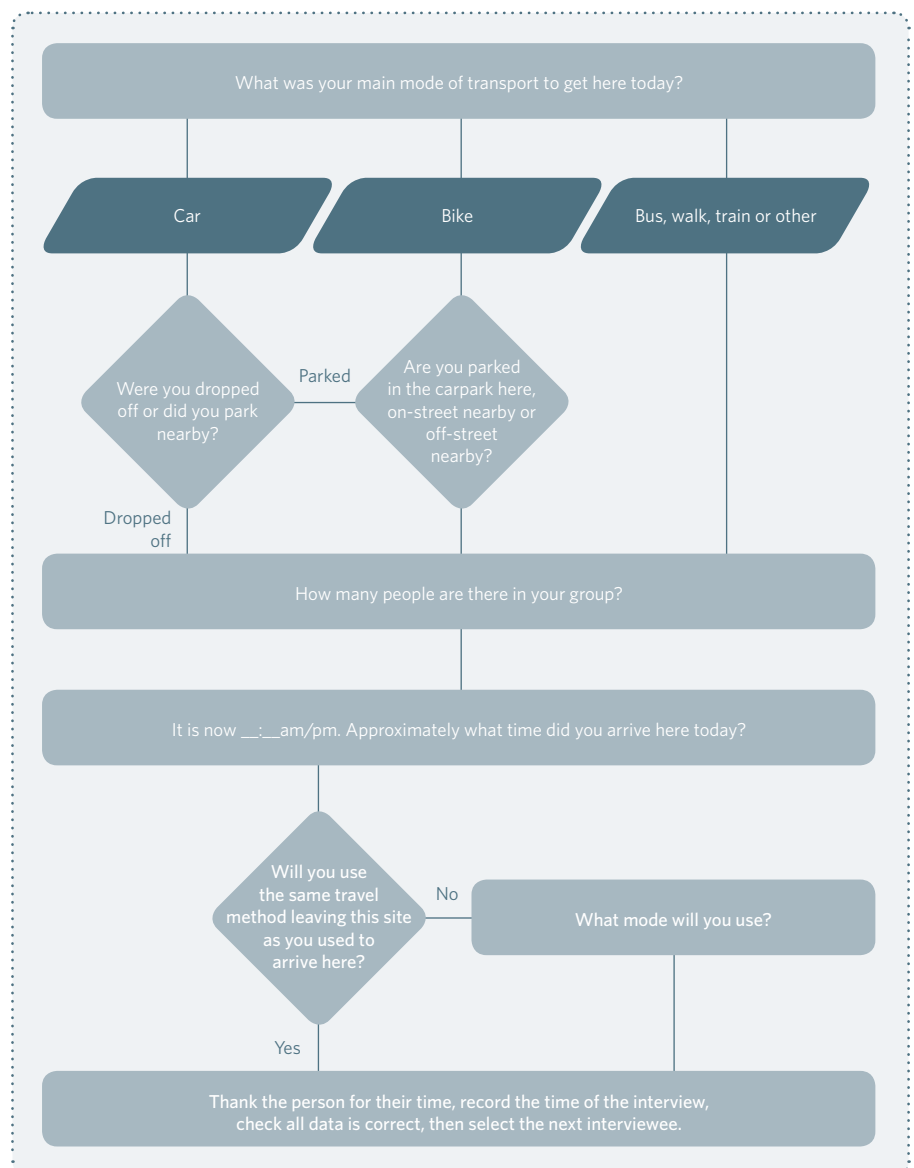 What was your main mode of transport to get here today?
Car
Bike
Bus, walk, train or other
Were you dropped
off or did you park
nearby?
Parked
Are you parked
in the carpark here,
on-street nearby or
off-street
nearby?
Dropped
off
How many people are there in your group?
It is now __:__am/pm. Approximately what time did you arrive here today?
Will you use
the same travel
method leaving this site
as you used to
arrive here?
No
What mode will you use?
Yes
Thank the person for their time, record the time of the interview,
check all data is correct, then select the next interviewee.